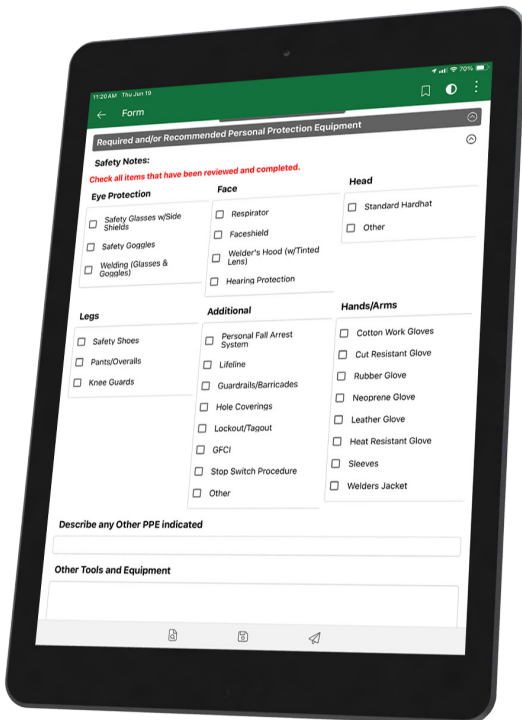 11:20 AM Thu Jun 19
70%
Form
Required and/or Recommended Personal Protection Equipment
Safety Notes:
Check all items that have been reviewed and completed.
Eye Protection
Safety Glasses w/Side
Shields
Safety Goggles
Welding (Glasses &
Goggles)
Face
Respirator
Faceshield
Welder's Hood (w/Tinted
Lens)
Hearing Protection
Head
Standard Hardhat
Other
Legs
Safety Shoes
Pants/Overalls
Knee Guards
Additional
Personal Fall Arrest
System
Lifeline
Guardrails/Barricades
Hole Coverings
Lockout/Tagout
GFCI
Stop Switch Procedure
Other
Hands/Arms
Cotton Work Gloves
Cut Resistant Glove
Rubber Glove
Neoprene Glove
Leather Glove
Heat Resistant Glove
Sleeves
Welders Jacket
Describe any Other PPE indicated
Other Tools and Equipment